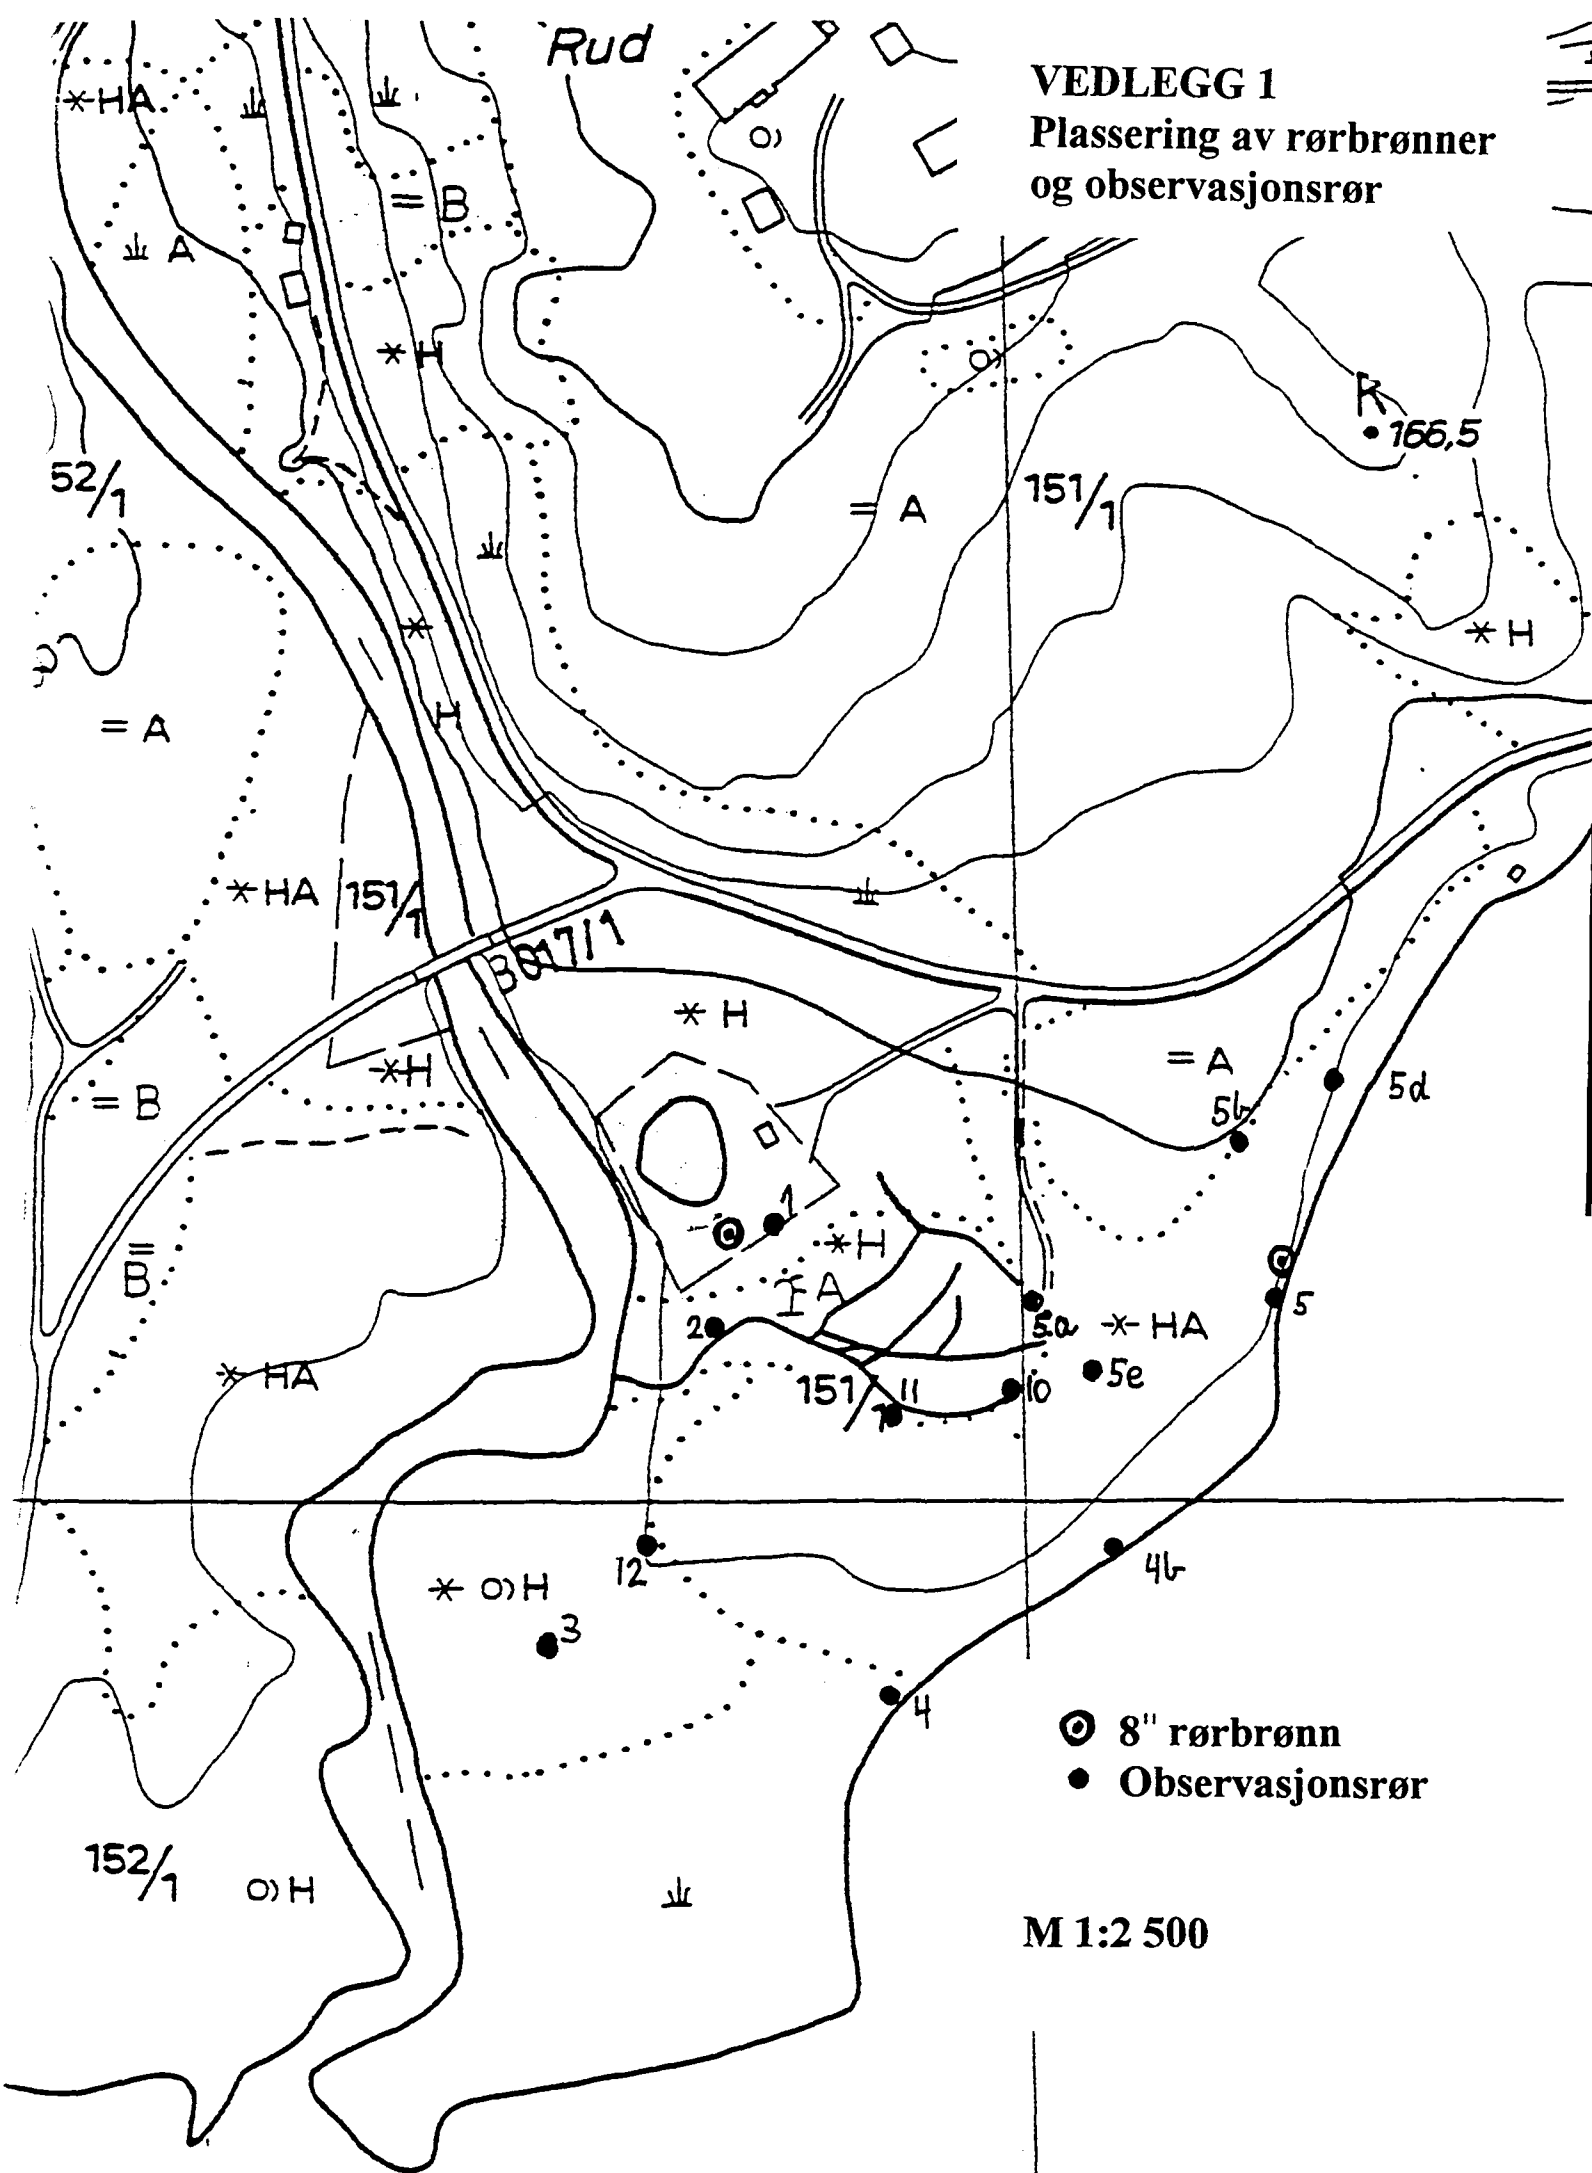 Rud
VEDLEGG 1
Plassering av rørbrønner
og observasjonsrør
HA
B
A
H
166,5
52/1
151/1
A
H
H
A
HA
151/1
B
H
A
H
B
5d
5b
1
H
A
B
5
2
5a
HA
HA
5e
151/1
11
10
12
4b
H
3
4
8" rørbrønn
Observasjonsrør
152/1
H
M 1:2 500